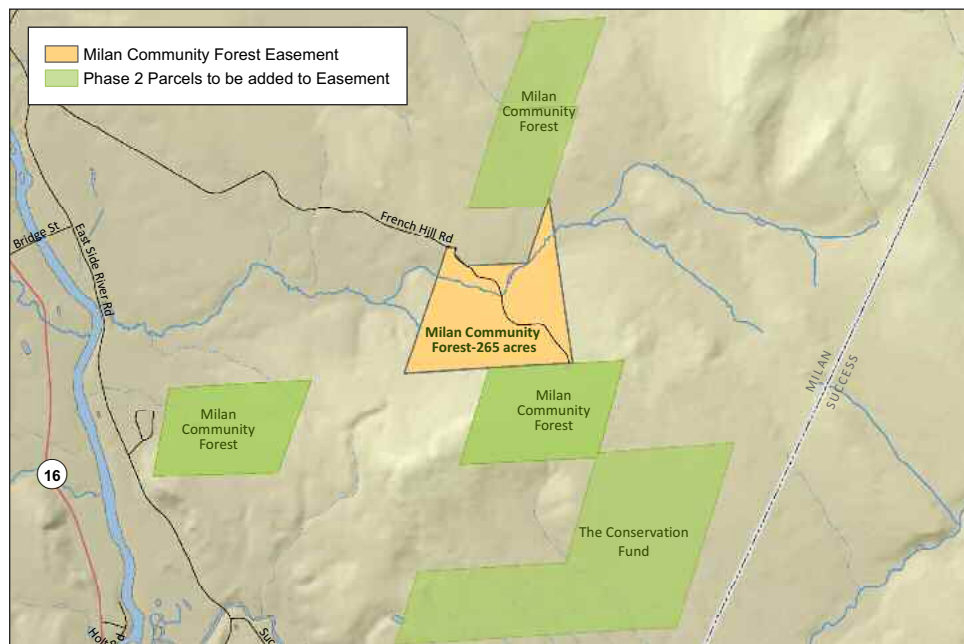 Milan Community Forest Easement
Phase 2 Parcels to be added to Easement
Milan
Community
Forest
French Hill Rd
Bridge St
East Side River Rd
Milan Community
Forest-265 acres
MILAN
SUCCESS
Milan
Community
Forest
Milan
Community
Forest
16
The Conservation
Fund